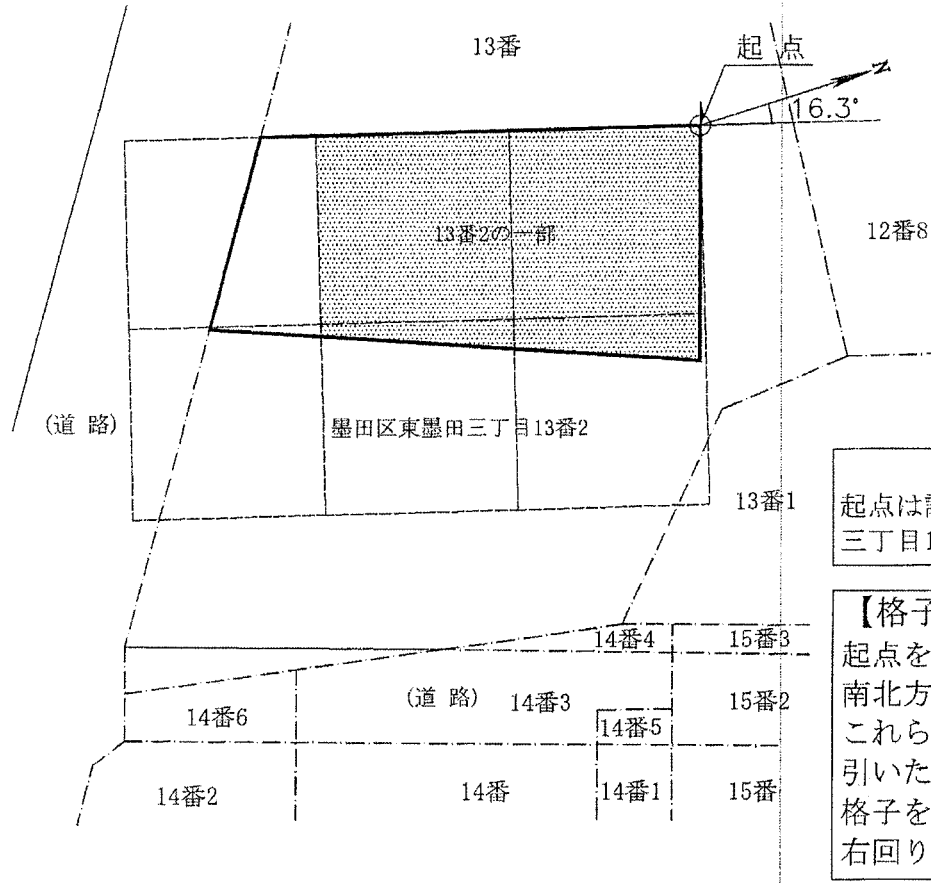 13番
起 点
N
16.3°
12番8
13番2の一部
(道 路)
墨田区東墨田三丁目13番2
13番1
起点は
三丁目1
【格子
起点を
南北方
これら
引いた
格子を
右回り
14番4
15番3
(道 路)
14番3
15番2
14番6
14番5
14番2
14番
14番1
15番